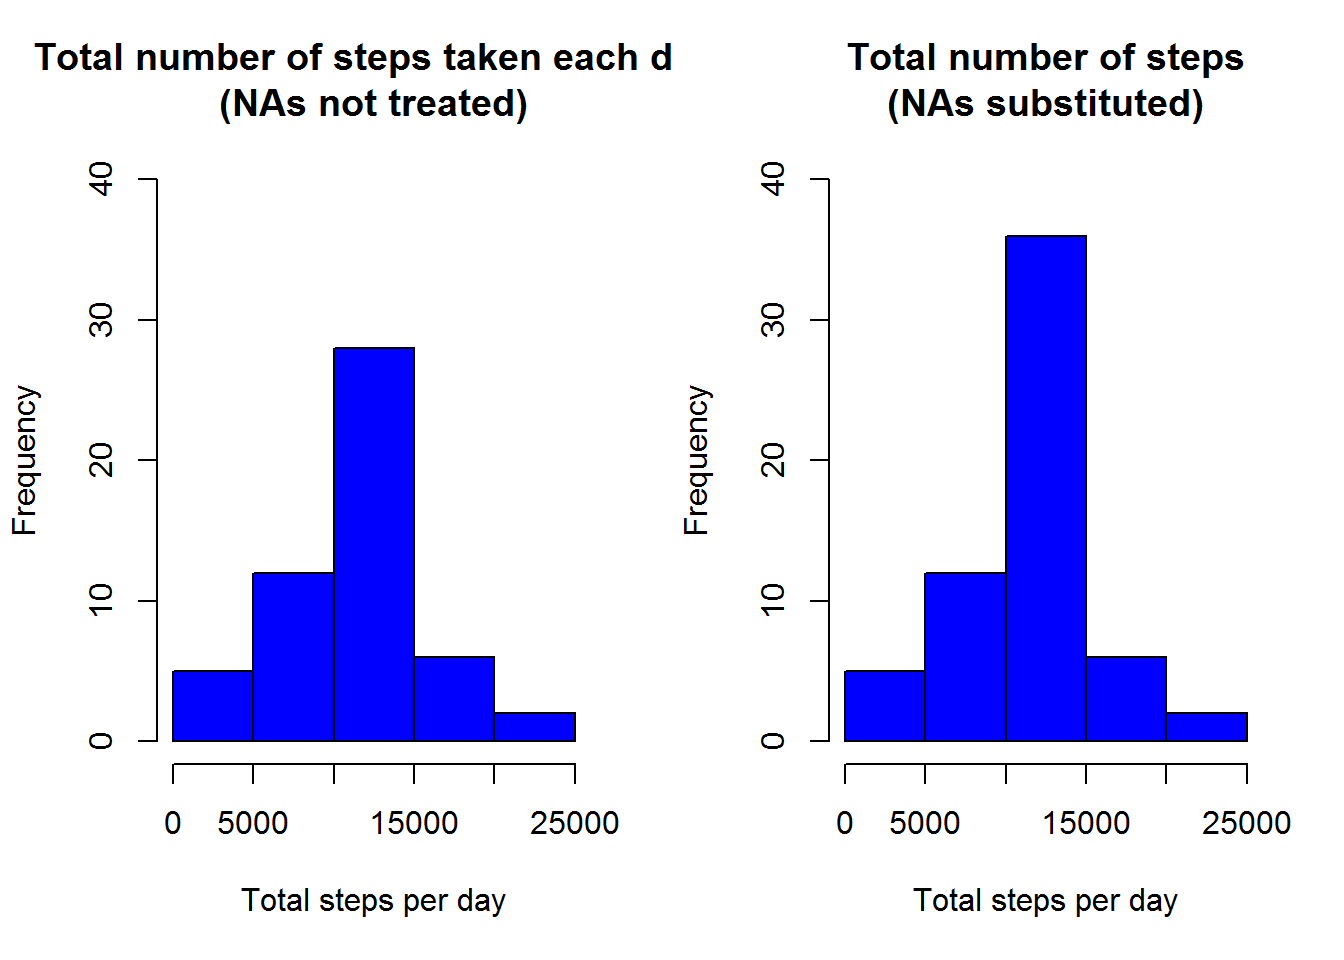 Total number of steps taken each d
(NAs not treated)
40
30
20
10
0
Frequency
0 5000 15000 25000
Total steps per day
Total number of steps
(NAs substituted)
40
30
20
10
0
Frequency
0 5000 15000 25000
Total steps per day